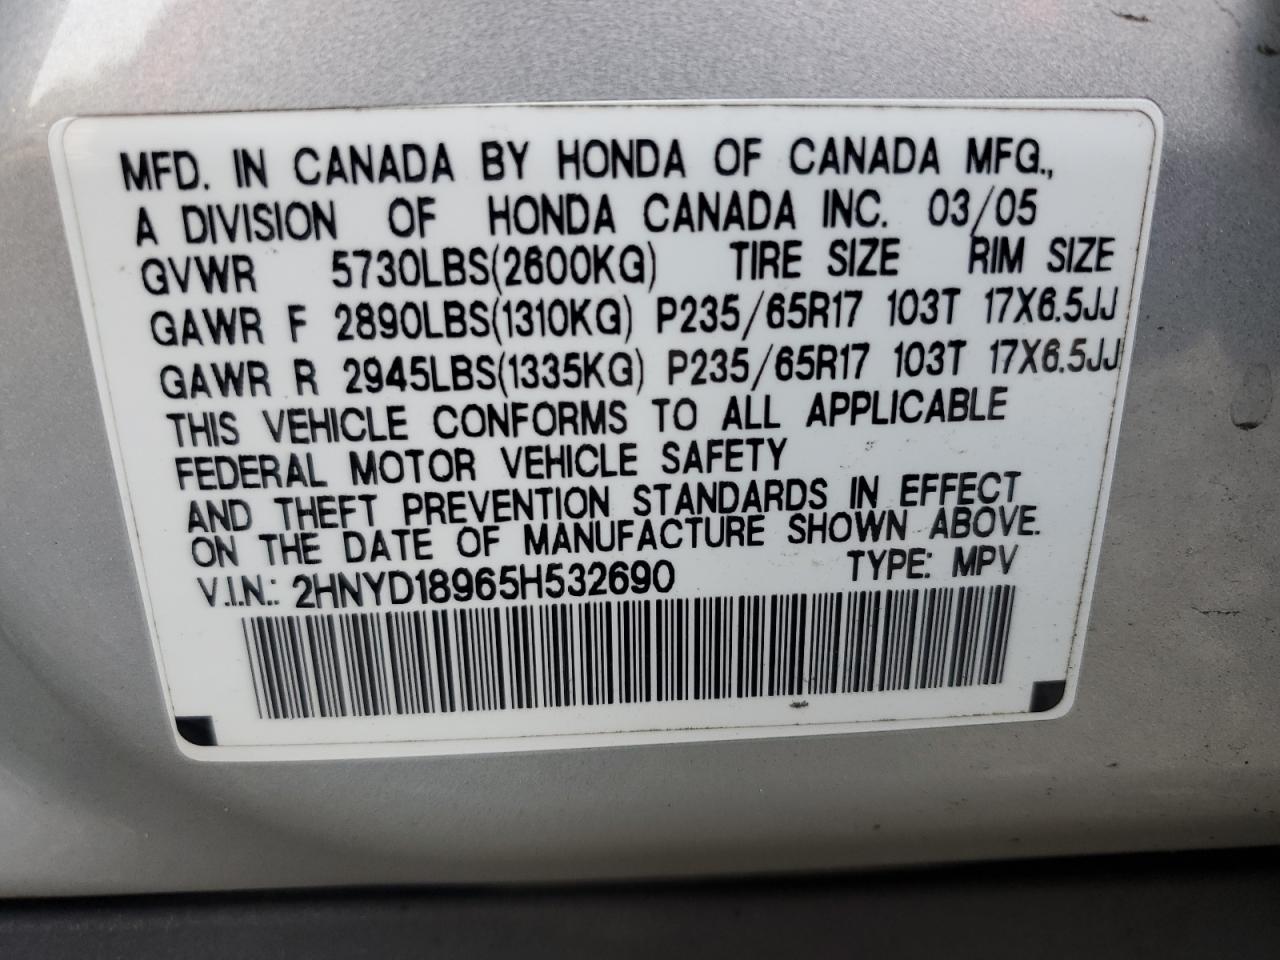 MFD. IN CANADA BY HONDA OF CANADA MFG.,
A DIVISION OF HONDA CANADA INC. 03/05
GVWR 5730LBS(2600KG) TIRE SIZE RIM SIZE
GAWR F 2890LBS(1310KG) P235/65R17 103T 17X6.5JJ
GAWR R 2945LBS(1335KG) P235/65R17 103T 17X6.5JJ
THIS VEHICLE CONFORMS TO ALL APPLICABLE
FEDERAL MOTOR VEHICLE SAFETY
AND THEFT PREVENTION STANDARDS IN EFFECT
ON THE DATE OF MANUFACTURE SHOWN ABOVE.
V.I.N.: 2HNYD18965H532690 TYPE: MPV